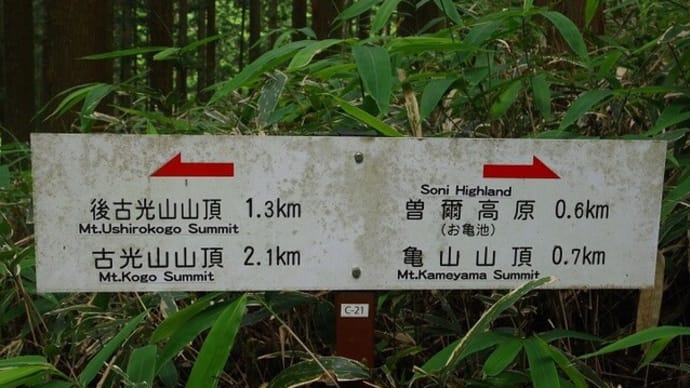 後古光山山頂 1.3km
Mt.Ushirokogo Summit
古光山山頂 2.1km
Mt.Kogo Summit
Soni Highland
曽爾高原 0.6km
(お亀池)
亀山山頂 0.7km
Mt.Kameyama Summit
C-21